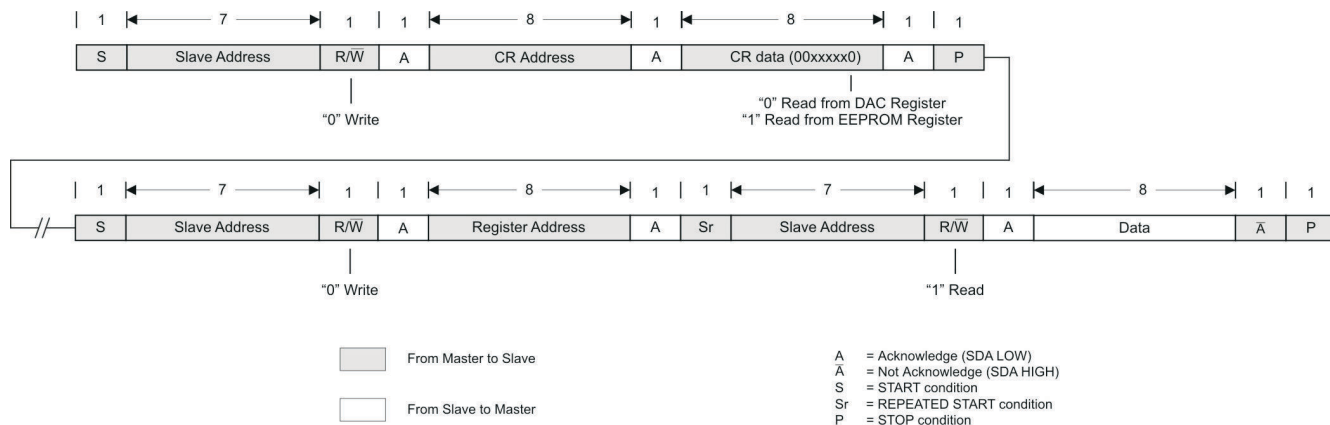 1 7 1 1 8 1 8 1 1
S Slave Address R/W̅ A CR Address A CR data (00xxxxx0) A P
"0" Write
"0" Read from DAC Register
"1" Read from EEPROM Register
1 7 1 1 8 1 1 7 1 1 8 1 1
S Slave Address R/W̅ A Register Address A Sr Slave Address R/W̅ A Data A̅ P
"0" Write
"1" Read
From Master to Slave
From Slave to Master
A = Acknowledge (SDA LOW)
A̅ = Not Acknowledge (SDA HIGH)
S = START condition
Sr = REPEATED START condition
P = STOP condition